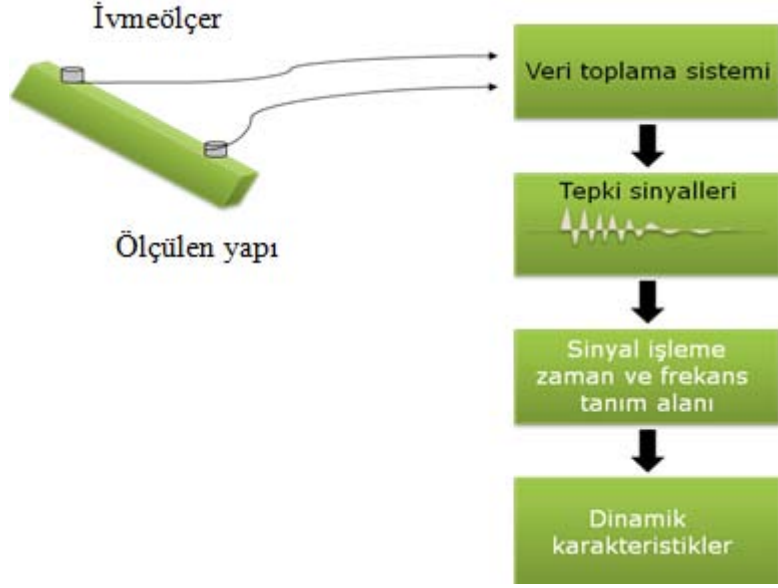 İvmeölçer
Ölçülen yapı
Veri toplama sistemi
Tepki sinyalleri
Sinyal işleme
zaman ve frekans
tanım alanı
Dinamik
karakteristikler